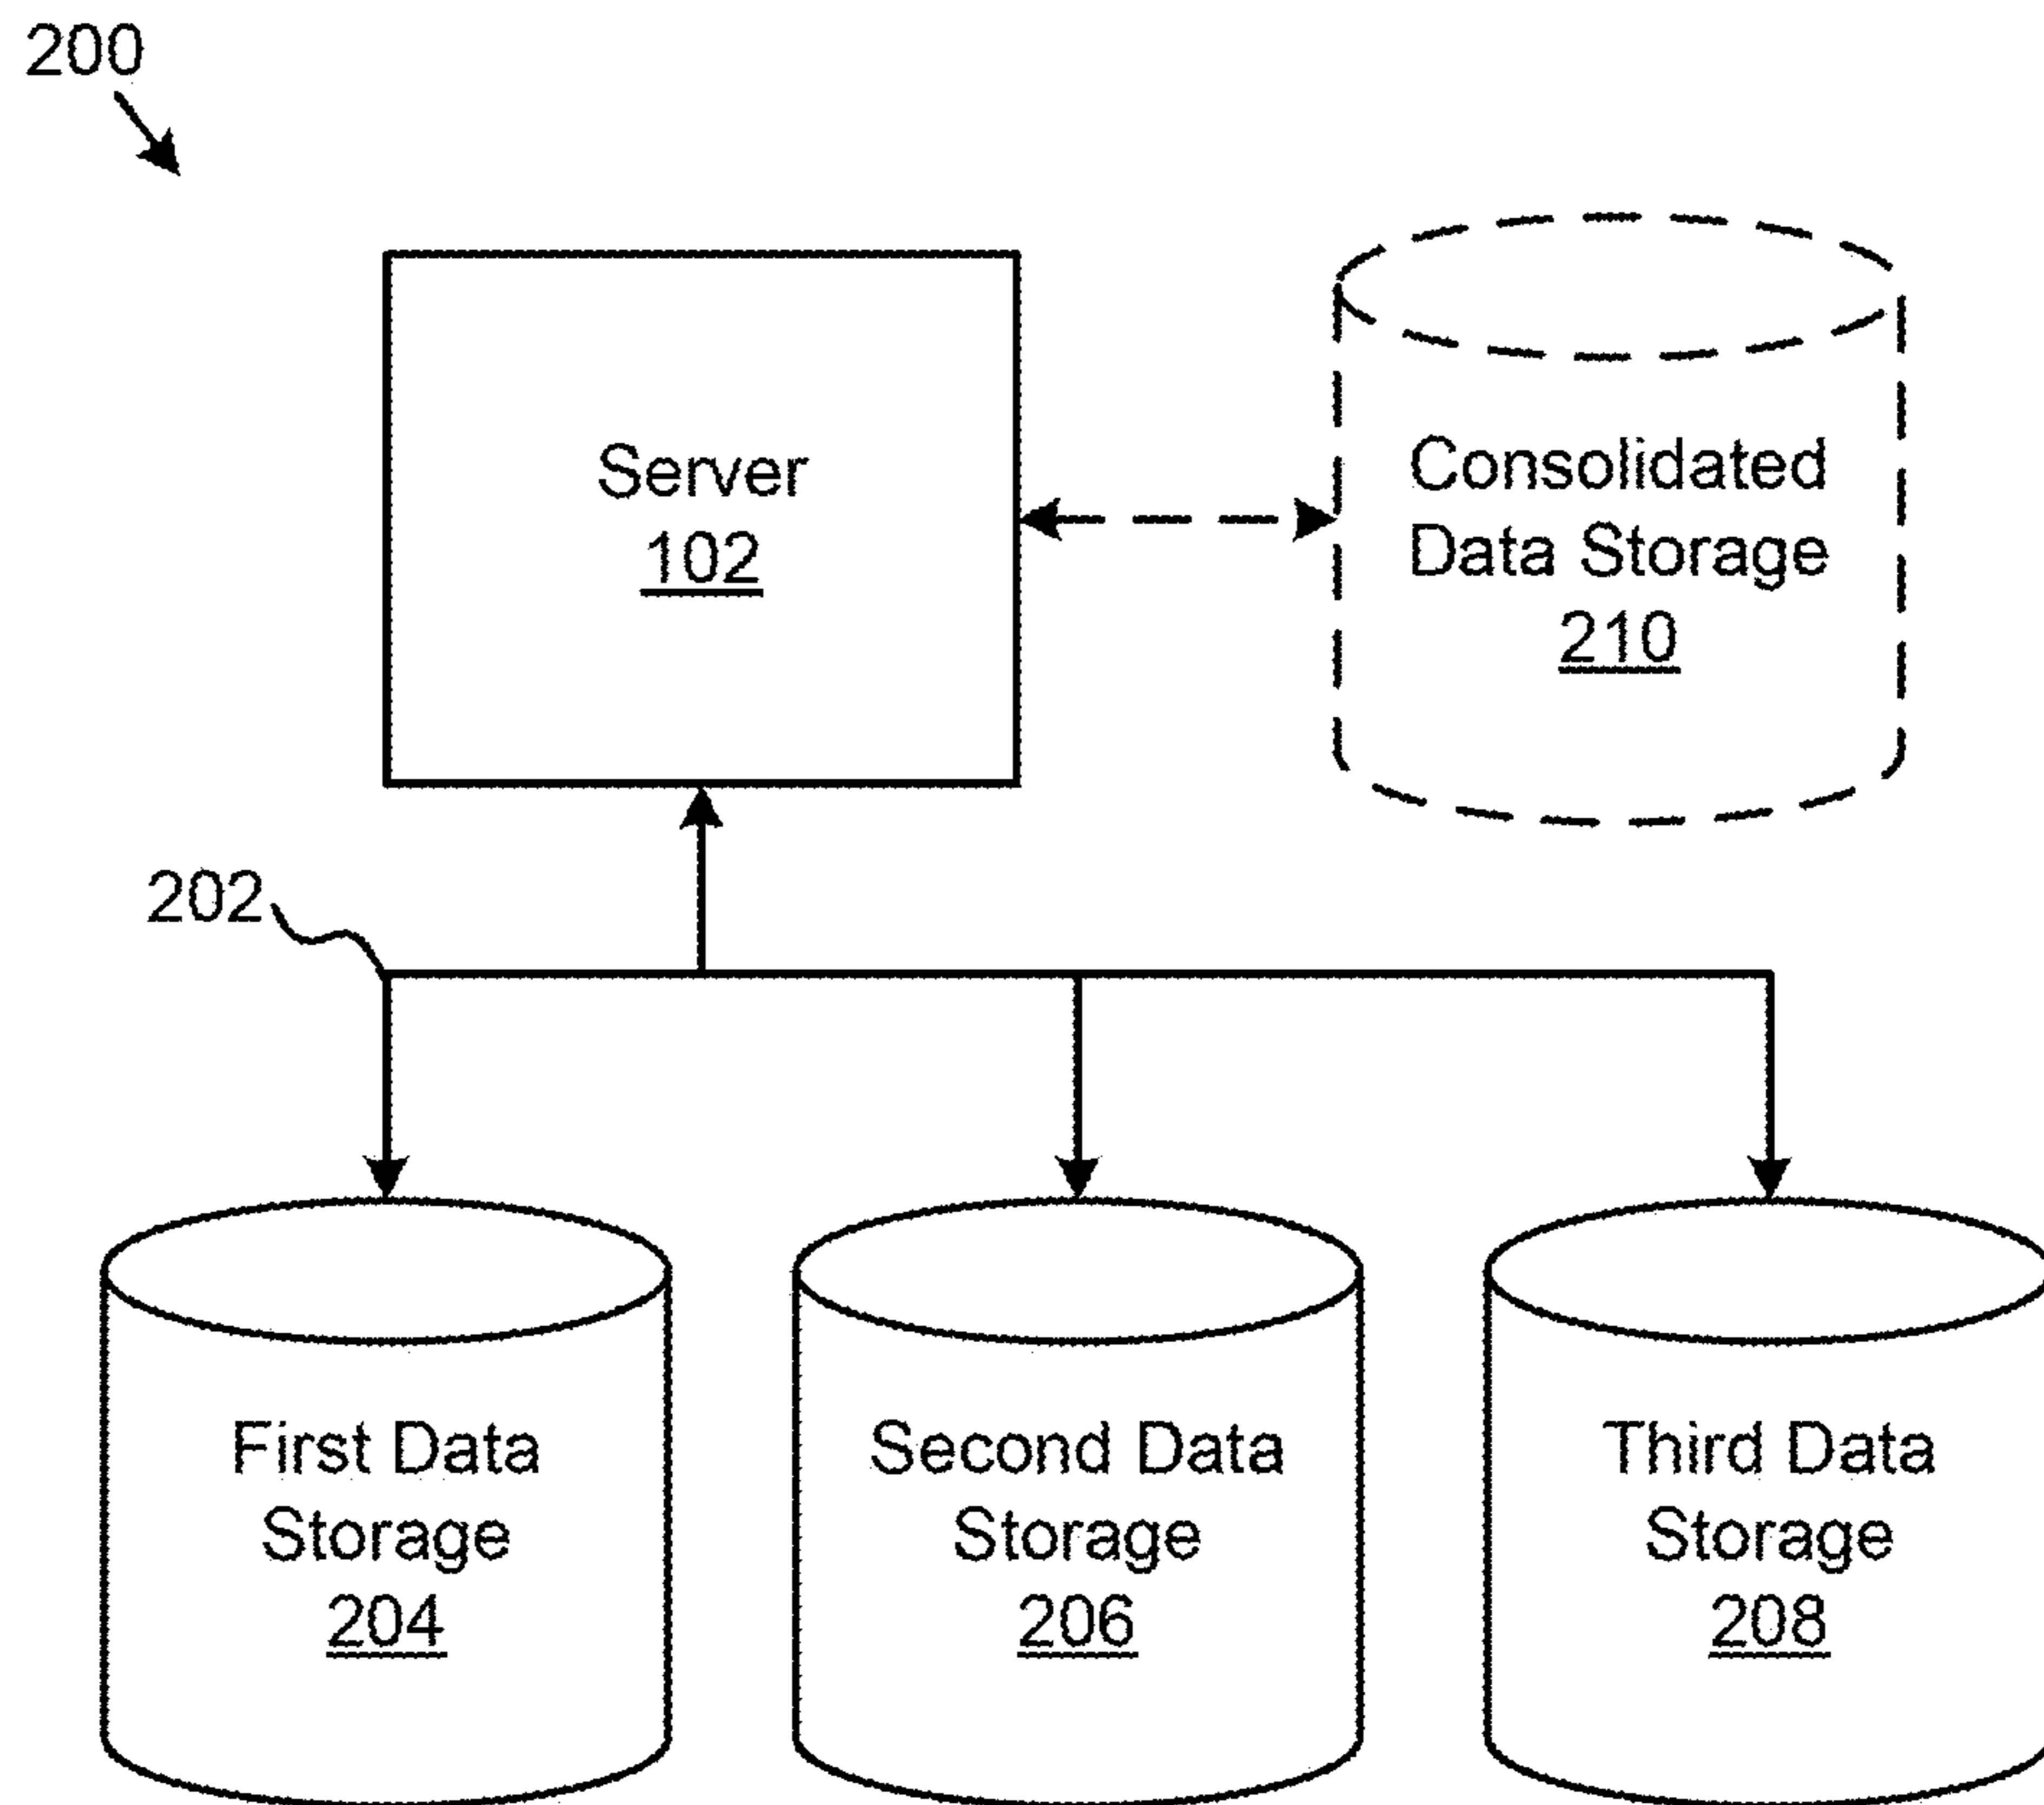 200
Server
102
Consolidated
Data Storage
210
202
First Data
Storage
204
Second Data
Storage
206
Third Data
Storage
208